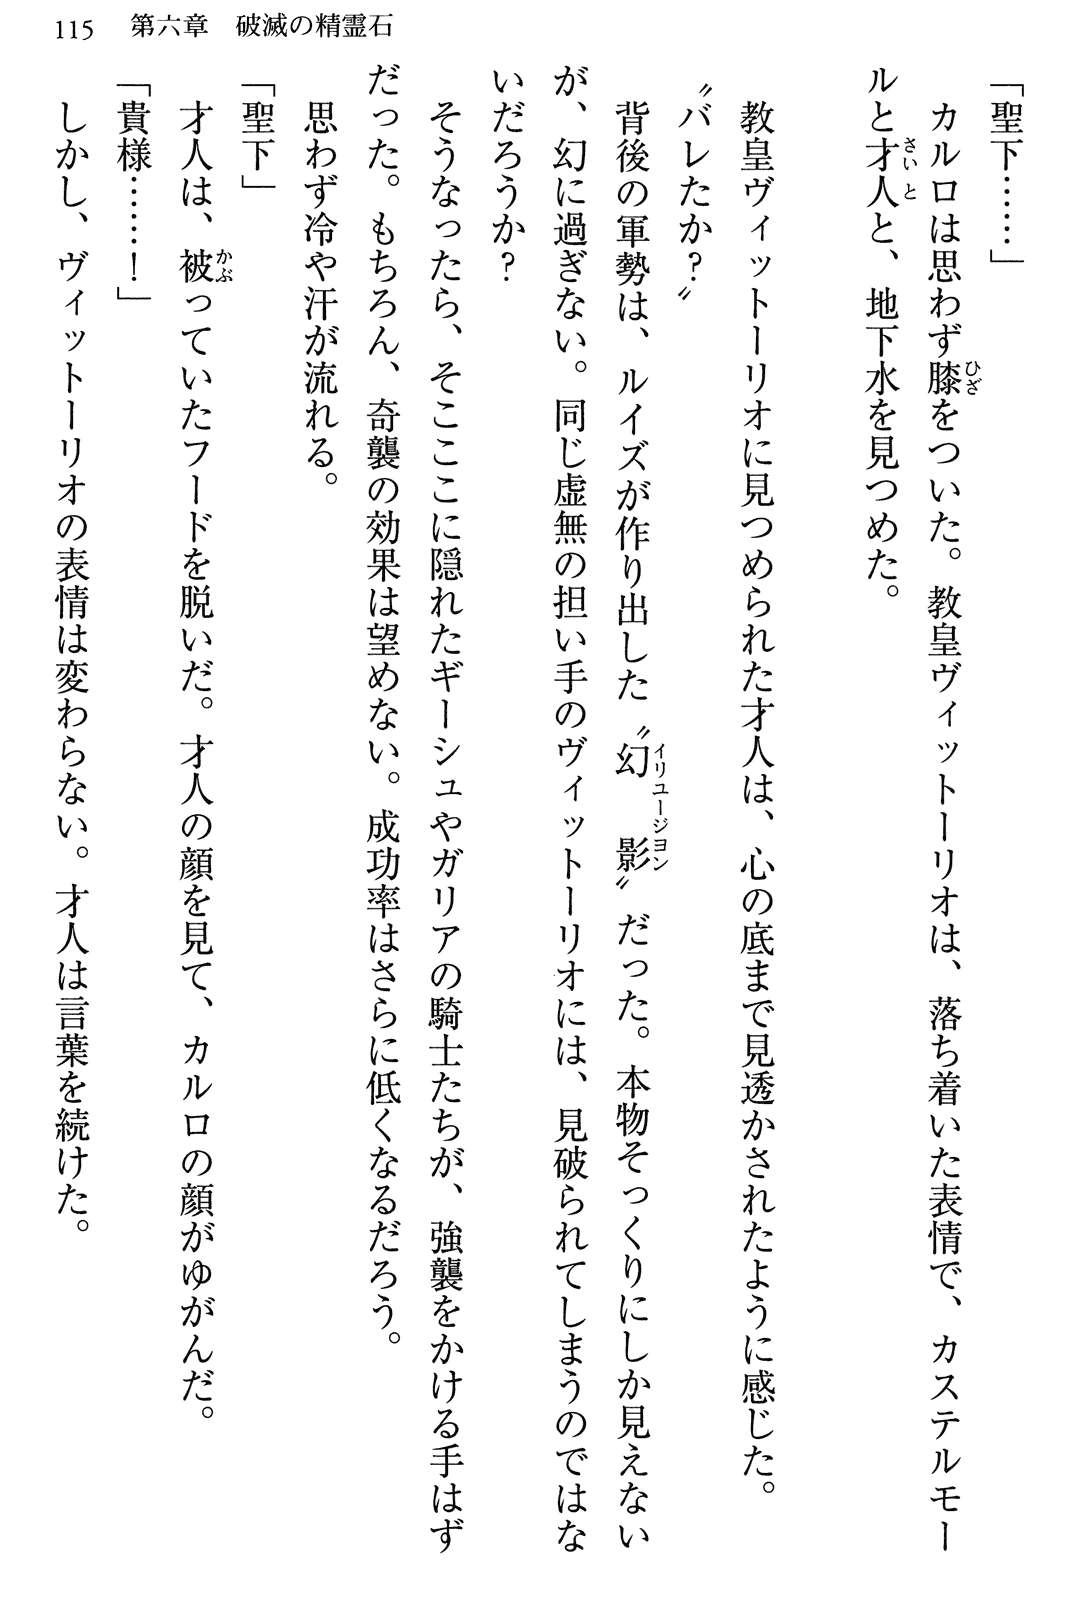 115　第六章　破滅の精霊石
「聖下……」
　カルロは思わず膝をついた。教皇ヴィットーリオは、落ち着いた表情で、カステルモー
ルと才人と、地下水を見つめた。
　教皇ヴィットーリオに見つめられた才人は、心の底まで見透かされたように感じた。
〝バレたか？〟
　背後の軍勢は、ルイズが作り出した〝幻影〟だった。本物そっくりにしか見えない
が、幻に過ぎない。同じ虚無の担い手のヴィットーリオには、見破られてしまうのではな
いだろうか？
　そうなったら、そこここに隠れたギーシュやガリアの騎士たちが、強襲をかける手はず
だった。もちろん、奇襲の効果は望めない。成功率はさらに低くなるだろう。
　思わず冷や汗が流れる。
「聖下」
　才人は、被っていたフードを脱いだ。才人の顔を見て、カルロの顔がゆがんだ。
「貴様……！」
　しかし、ヴィットーリオの表情は変わらない。才人は言葉を続けた。
ひざ
さいと
イリュージョン
かぶ